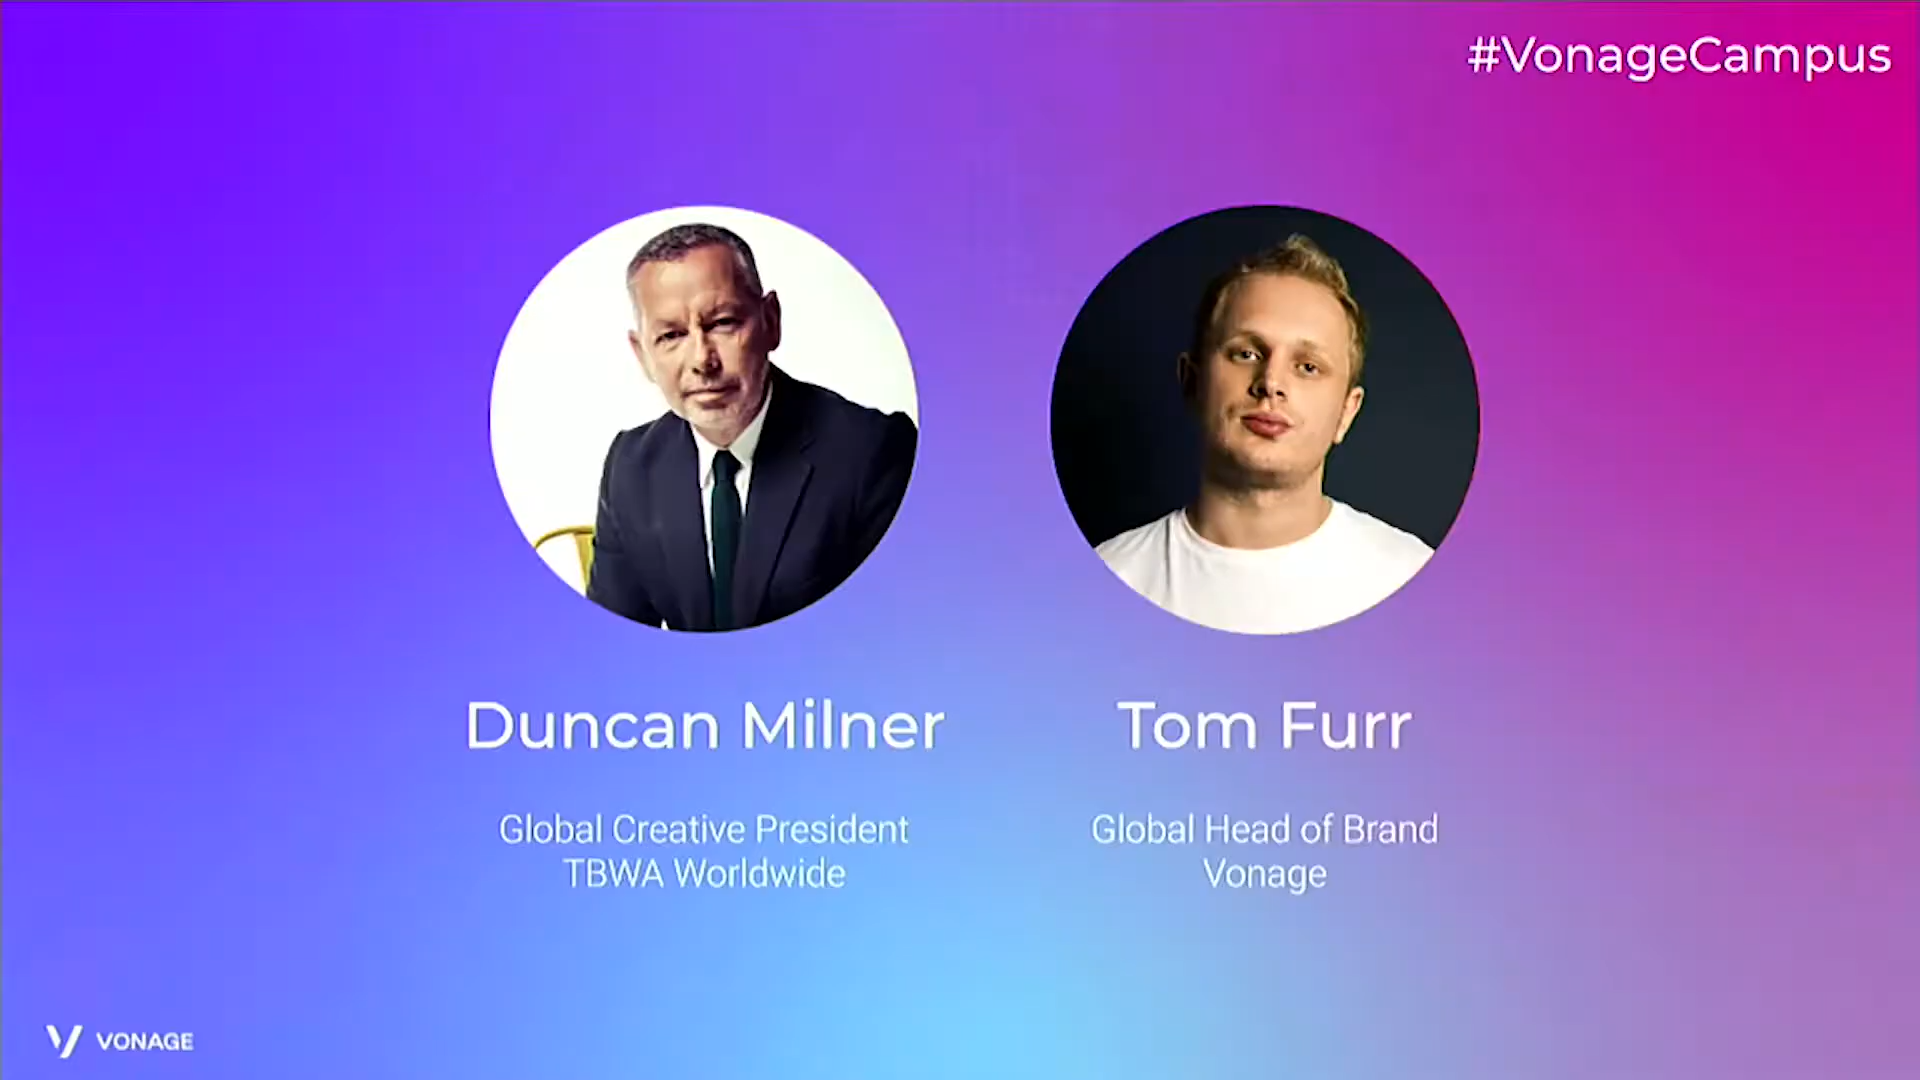 #VonageCampus
Duncan Milner
Global Creative President
TBWA Worldwide
Tom Furr
Global Head of Brand
Vonage
VONAGE